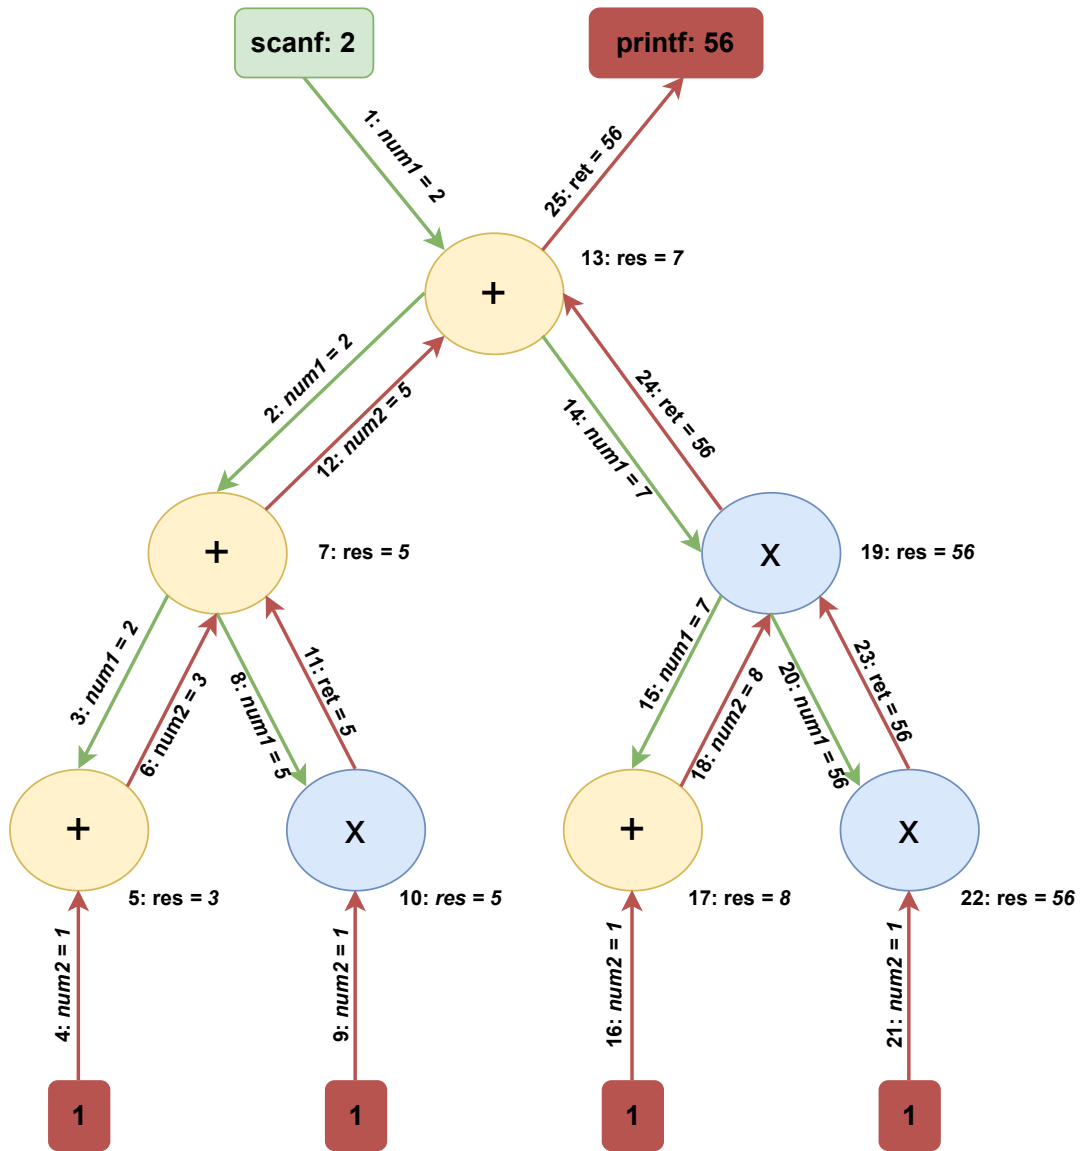 scanf: 2
printf: 56
1: num1 = 2
25: ret = 56
13: res = 7
+
2: num1 = 2
12: num2 = 5
14: num1 = 7
24: ret = 56
+
7: res = 5
x
19: res = 56
3: num1 = 2
6: num2 = 3
8: num1 = 5
11: ret = 5
15: num1 = 7
18: num2 = 8
20: num1 = 56
23: ret = 56
+
x
+
x
5: res = 3
10: res = 5
17: res = 8
22: res = 56
4: num2 = 1
9: num2 = 1
16: num2 = 1
21: num2 = 1
1
1
1
1